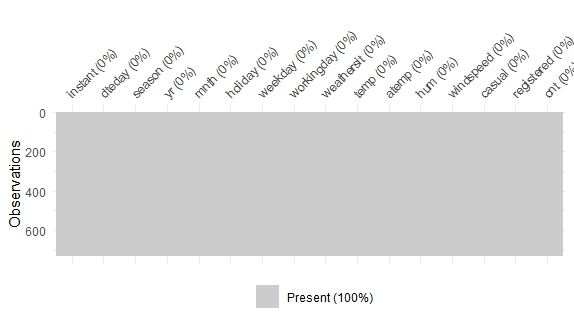 instant (0%)
dteday (0%)
season (0%)
yr (0%)
mnth (0%)
holiday (0%)
weekday (0%)
workingday (0%)
weathersit (0%)
temp (0%)
atemp (0%)
hum (0%)
windspeed (0%)
casual (0%)
registered (0%)
cnt (0%)
0
200
400
600
Observations
Present (100%)